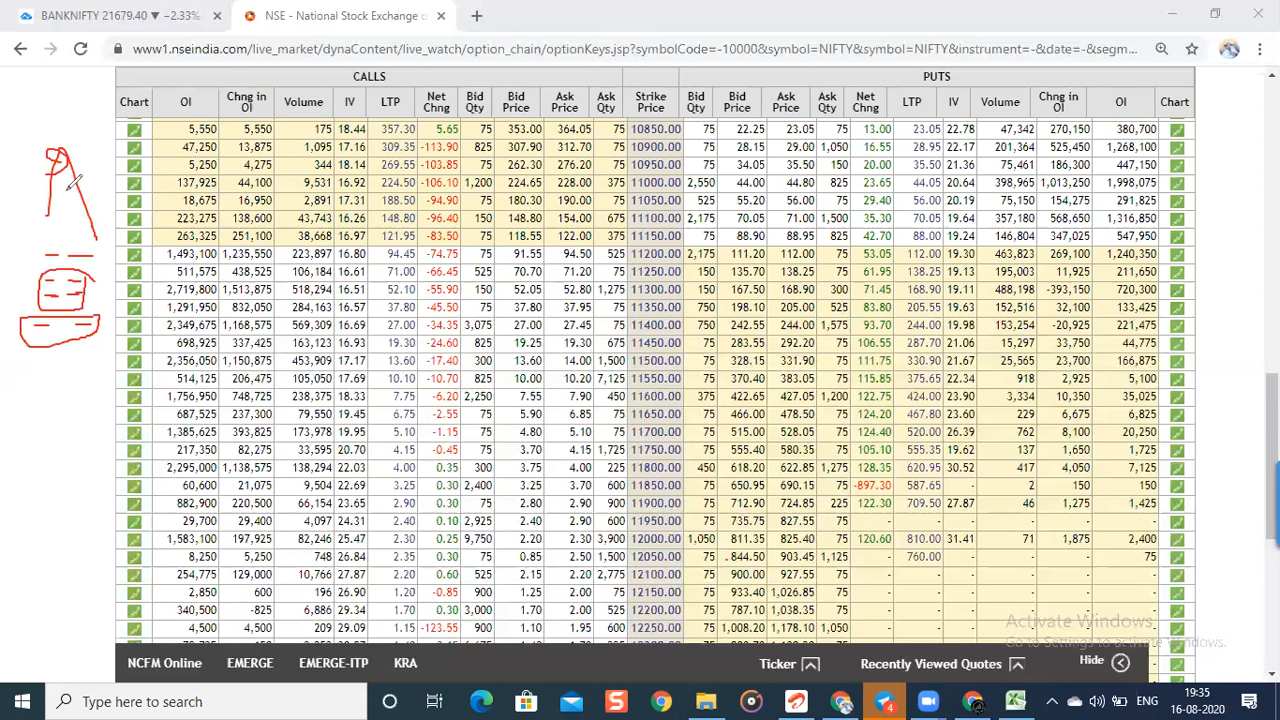 BANKNIFTY 21679.40 ▼ -2.33%
NSE - National Stock Exchange o
www1.nseindia.com/live_market/dynaContent/live_watch/option_chain/optionKeys.jsp?symbolCode=-10000&symbol=NIFTY&symbol=NIFTY&instrument=-&date=-&segm...
CALLS PUTS
Chart OI Chng in OI Volume IV LTP Net Chng Bid Qty Bid Price Ask Price Ask Qty Strike Price Bid Qty Bid Price Ask Price Ask Qty Net Chng LTP IV Volume Chng in OI OI Chart
5,550 5,550 175 18.44 357.30 5.65 75 353.00 364.05 75 10850.00 75 22.25 23.05 75 13.00 23.05 22.78 47,342 270,150 380,700
47,250 13,875 1,095 17.16 309.35 -113.90 825 307.90 312.70 75 10900.00 75 28.15 29.00 1,050 16.55 28.95 22.17 201,364 525,450 1,268,100
5,250 4,275 344 18.14 269.55 -103.85 75 262.30 276.20 75 10950.00 75 34.05 35.50 75 20.00 35.50 21.36 75,461 186,300 447,150
137,925 44,100 9,531 16.92 224.50 -106.10 1,200 224.65 228.00 375 11000.00 2,550 44.00 44.80 825 23.65 44.05 20.64 398,965 1,013,250 1,998,075
18,675 16,950 2,891 17.31 188.50 -94.90 75 180.30 190.00 75 11050.00 525 55.20 56.00 75 29.40 56.00 20.19 75,150 154,275 291,825
223,275 138,600 43,743 16.26 148.80 -96.40 150 148.80 154.00 675 11100.00 2,175 70.05 71.00 1,500 35.30 70.05 19.64 357,180 568,650 1,316,850
263,325 251,100 38,668 16.97 121.95 -83.50 75 118.55 122.00 375 11150.00 75 88.90 88.95 525 42.70 88.00 19.24 146,804 347,025 547,950
1,493,100 1,235,550 223,897 16.80 94.45 -74.75 75 91.55 94.50 525 11200.00 2,175 111.20 112.00 75 53.05 112.00 19.30 463,823 269,100 1,240,350
511,575 438,525 106,184 16.61 71.00 -66.45 150 70.70 71.20 75 11250.00 150 133.70 138.25 75 61.95 138.25 19.13 195,003 11,925 211,650
2,719,800 1,513,875 518,294 16.51 52.10 -55.90 150 52.05 52.80 1,275 11300.00 150 167.50 168.90 900 71.45 168.90 19.11 488,198 -393,150 720,300
1,291,950 832,050 284,163 16.57 37.80 -45.50 75 37.80 37.95 75 11350.00 150 198.10 205.00 225 83.80 205.55 19.63 152,516 32,100 133,425
2,349,675 1,168,575 569,309 16.69 27.00 -34.35 3,075 27.00 27.45 75 11400.00 75 242.55 244.00 1,575 93.70 244.00 19.98 153,254 -20,925 221,475
698,925 337,425 163,123 16.93 19.30 -24.60 825 19.25 19.30 675 11450.00 75 283.55 292.20 75 106.55 287.70 21.06 15,297 33,750 44,775
2,356,050 1,150,875 453,909 17.17 13.60 -17.40 300 13.60 14.00 1,500 11500.00 75 328.15 331.90 75 111.75 330.90 21.67 25,565 23,700 166,875
514,125 206,475 105,050 17.69 10.10 -10.70 825 10.00 10.20 7,125 11550.00 75 370.40 383.05 75 115.85 375.65 22.34 918 2,925 5,100
1,756,950 748,725 238,375 18.33 7.75 -6.20 7,250 7.55 7.90 450 11600.00 375 422.65 427.05 1,200 122.75 424.00 23.90 3,334 10,350 35,025
687,525 237,300 79,550 19.45 6.75 -2.55 75 5.90 6.85 75 11650.00 75 466.00 478.50 75 124.20 467.80 23.60 229 6,675 6,825
1,385,625 393,825 173,978 19.95 5.10 -1.15 75 4.80 5.10 75 11700.00 75 515.00 528.05 75 124.40 520.00 26.39 762 8,100 20,250
217,350 82,275 33,595 20.70 4.15 -0.45 75 3.70 4.15 1,725 11750.00 75 555.40 580.35 75 105.10 555.35 19.62 137 1,650 1,725
2,295,000 1,138,575 138,294 22.03 4.00 0.35 300 3.75 4.00 225 11800.00 450 618.20 622.85 1,275 128.35 620.95 30.52 417 4,050 7,125
60,600 21,075 9,504 22.69 3.25 0.30 2,400 3.25 3.70 600 11850.00 75 650.95 690.15 75 -897.30 587.65 - 2 150 150
882,900 220,500 66,154 23.65 2.90 0.30 75 2.80 2.90 900 11900.00 75 712.90 724.85 225 122.30 709.50 27.87 46 1,275 1,425
29,700 29,400 4,097 24.31 2.40 0.10 2,925 2.40 2.90 600 11950.00 75 735.75 827.55 75 - - - - - -
1,583,100 197,925 82,246 25.47 2.30 0.25 9,750 2.20 2.30 3,900 12000.00 1,050 811.35 825.40 75 120.60 810.00 31.41 71 1,875 2,400
8,250 5,250 748 26.84 2.35 0.30 75 0.85 2.50 1,500 12050.00 75 844.50 903.45 1,125 - 760.00 - - - 75
254,775 129,000 10,766 27.87 2.20 0.60 525 2.15 2.20 2,775 12100.00 75 900.00 927.55 75 - - - - - -
2,850 600 196 26.90 1.20 -0.85 900 1.25 2.00 75 12150.00 75 933.40 1,026.85 75 - - - - - -
340,500 -825 6,886 29.34 1.70 0.30 3,000 1.70 2.00 525 12200.00 75 787.10 1,038.35 75 - - - - - -
4,500 4,500 209 29.09 1.15 -123.55 900 1.10 1.95 600 12250.00 75 1,008.20 1,178.10 1,050 - - - - - -
Activate Windows
Go to Settings to activate Windows.
NCFM Online EMERGE EMERGE-ITP KRA Ticker Recently Viewed Quotes Hide
Type here to search
4
ENG
19:35
16-08-2020